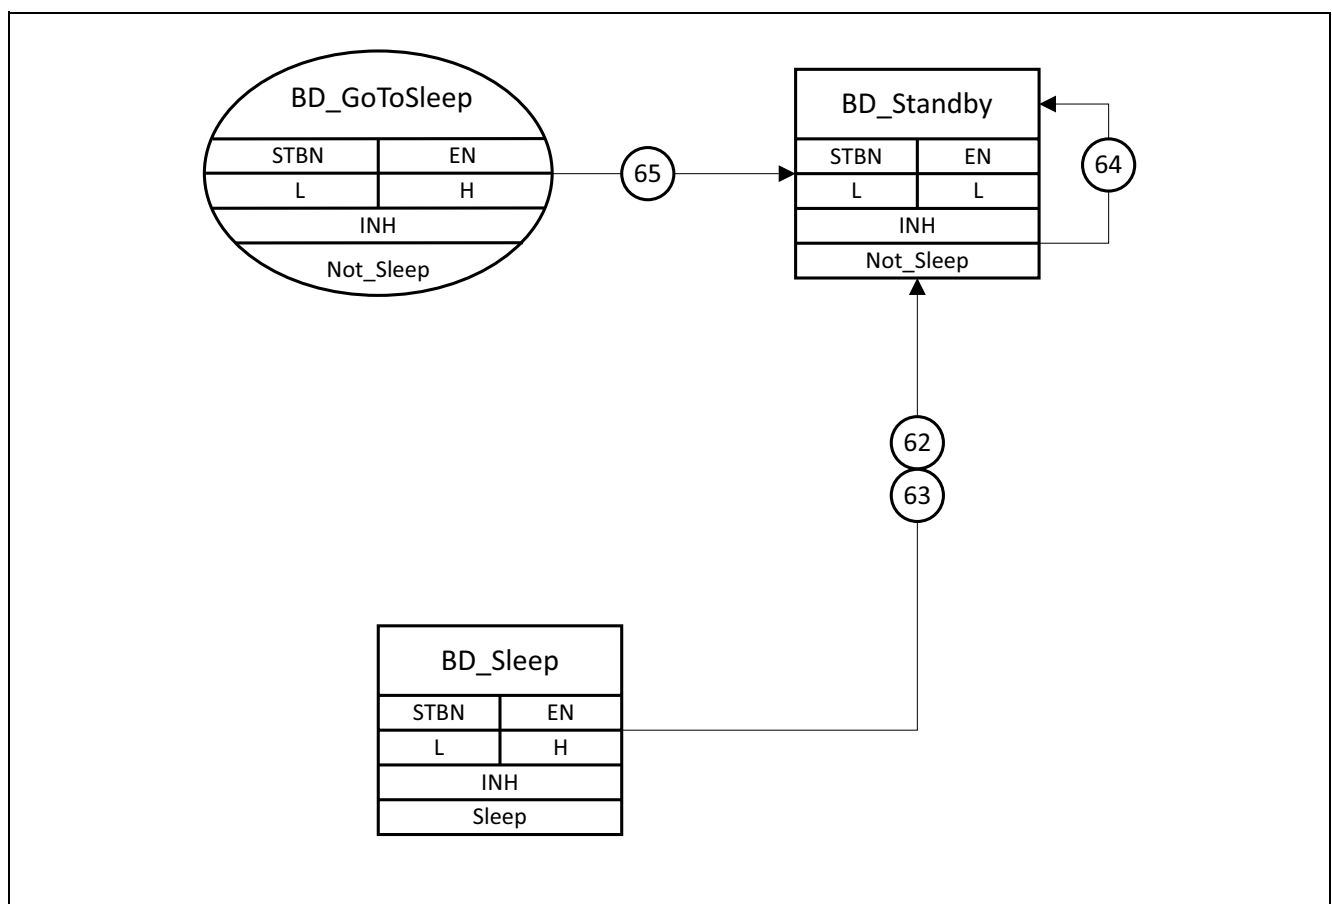 BD_GoToSleep
STBN EN
L H
INH
Not_Sleep
65
BD_Standby
STBN EN
L L
INH
Not_Sleep
64
62
63
BD_Sleep
STBN EN
L H
INH
Sleep